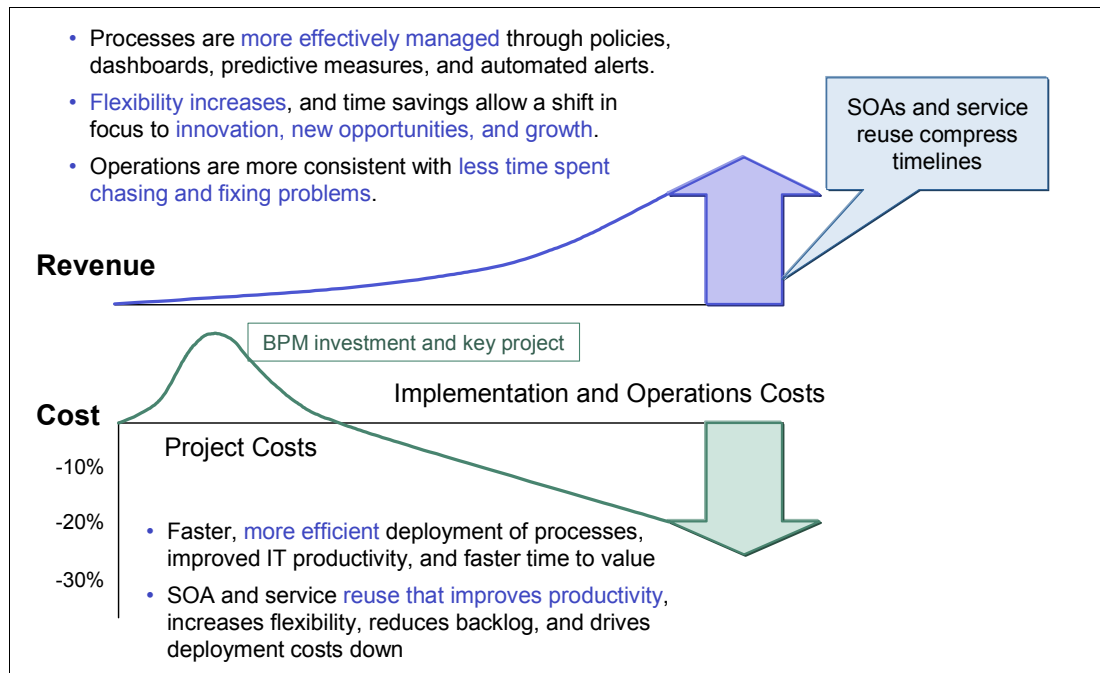 • Processes are more effectively managed through policies,
dashboards, predictive measures, and automated alerts.
• Flexibility increases, and time savings allow a shift in
focus to innovation, new opportunities, and growth.
• Operations are more consistent with less time spent
chasing and fixing problems.
SOAs and service
reuse compress
timelines
Revenue
BPM investment and key project
Implementation and Operations Costs
Cost
Project Costs
-10%
-20%
-30%
• Faster, more efficient deployment of processes,
improved IT productivity, and faster time to value
• SOA and service reuse that improves productivity,
increases flexibility, reduces backlog, and drives
deployment costs down